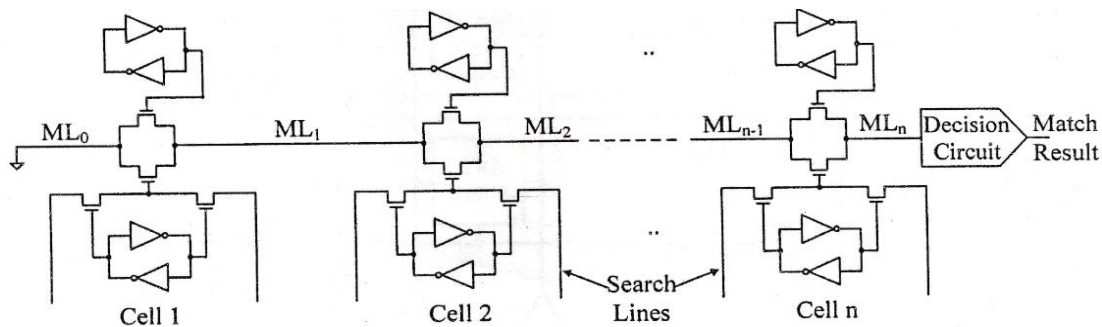 ..
ML0
ML1
ML2
MLn-1
MLn
Decision
Circuit
Match
Result
..
Search
Lines
Cell 1
Cell 2
Cell n